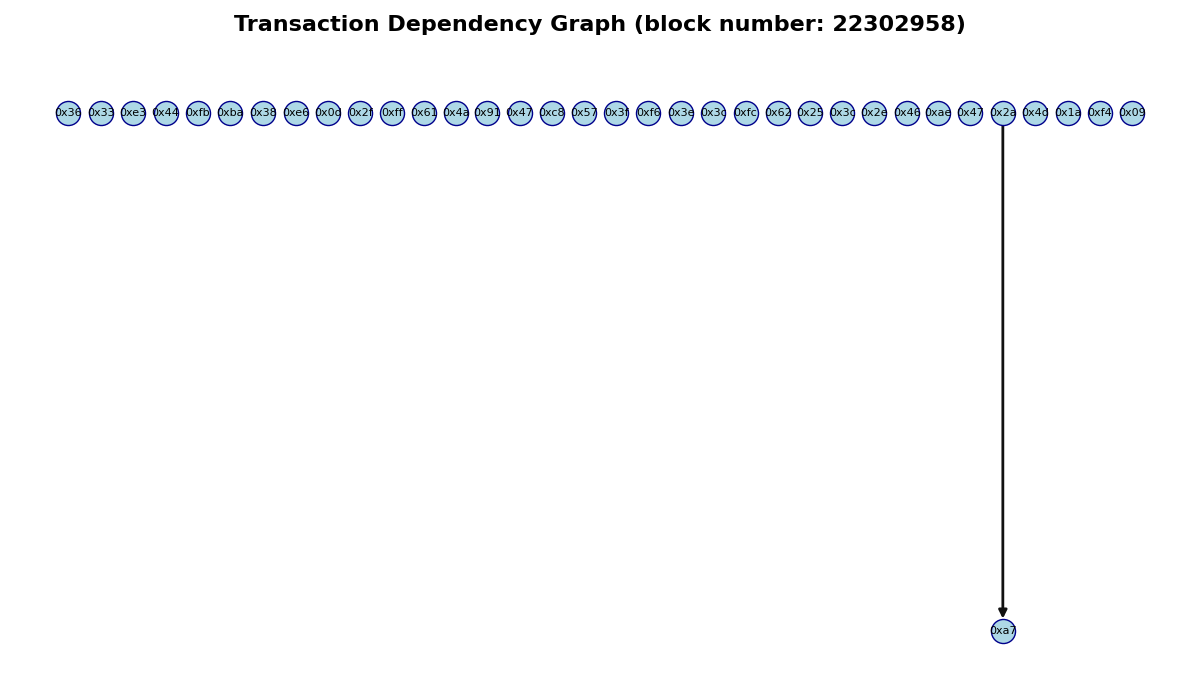 Transaction Dependency Graph (block number: 22302958)
0x36 0x33 0xe3 0x44 0xfb 0xba 0x38 0xe6 0x0d 0x2f 0xff 0x61 0x4a 0x91 0x47 0xc8 0x57 0x3f 0xf6 0x3e 0x3c 0xfc 0x62 0x25 0x3c 0x2e 0x46 0xae 0x47 0x2a 0x4d 0x1a 0xf4 0x09
0xa7